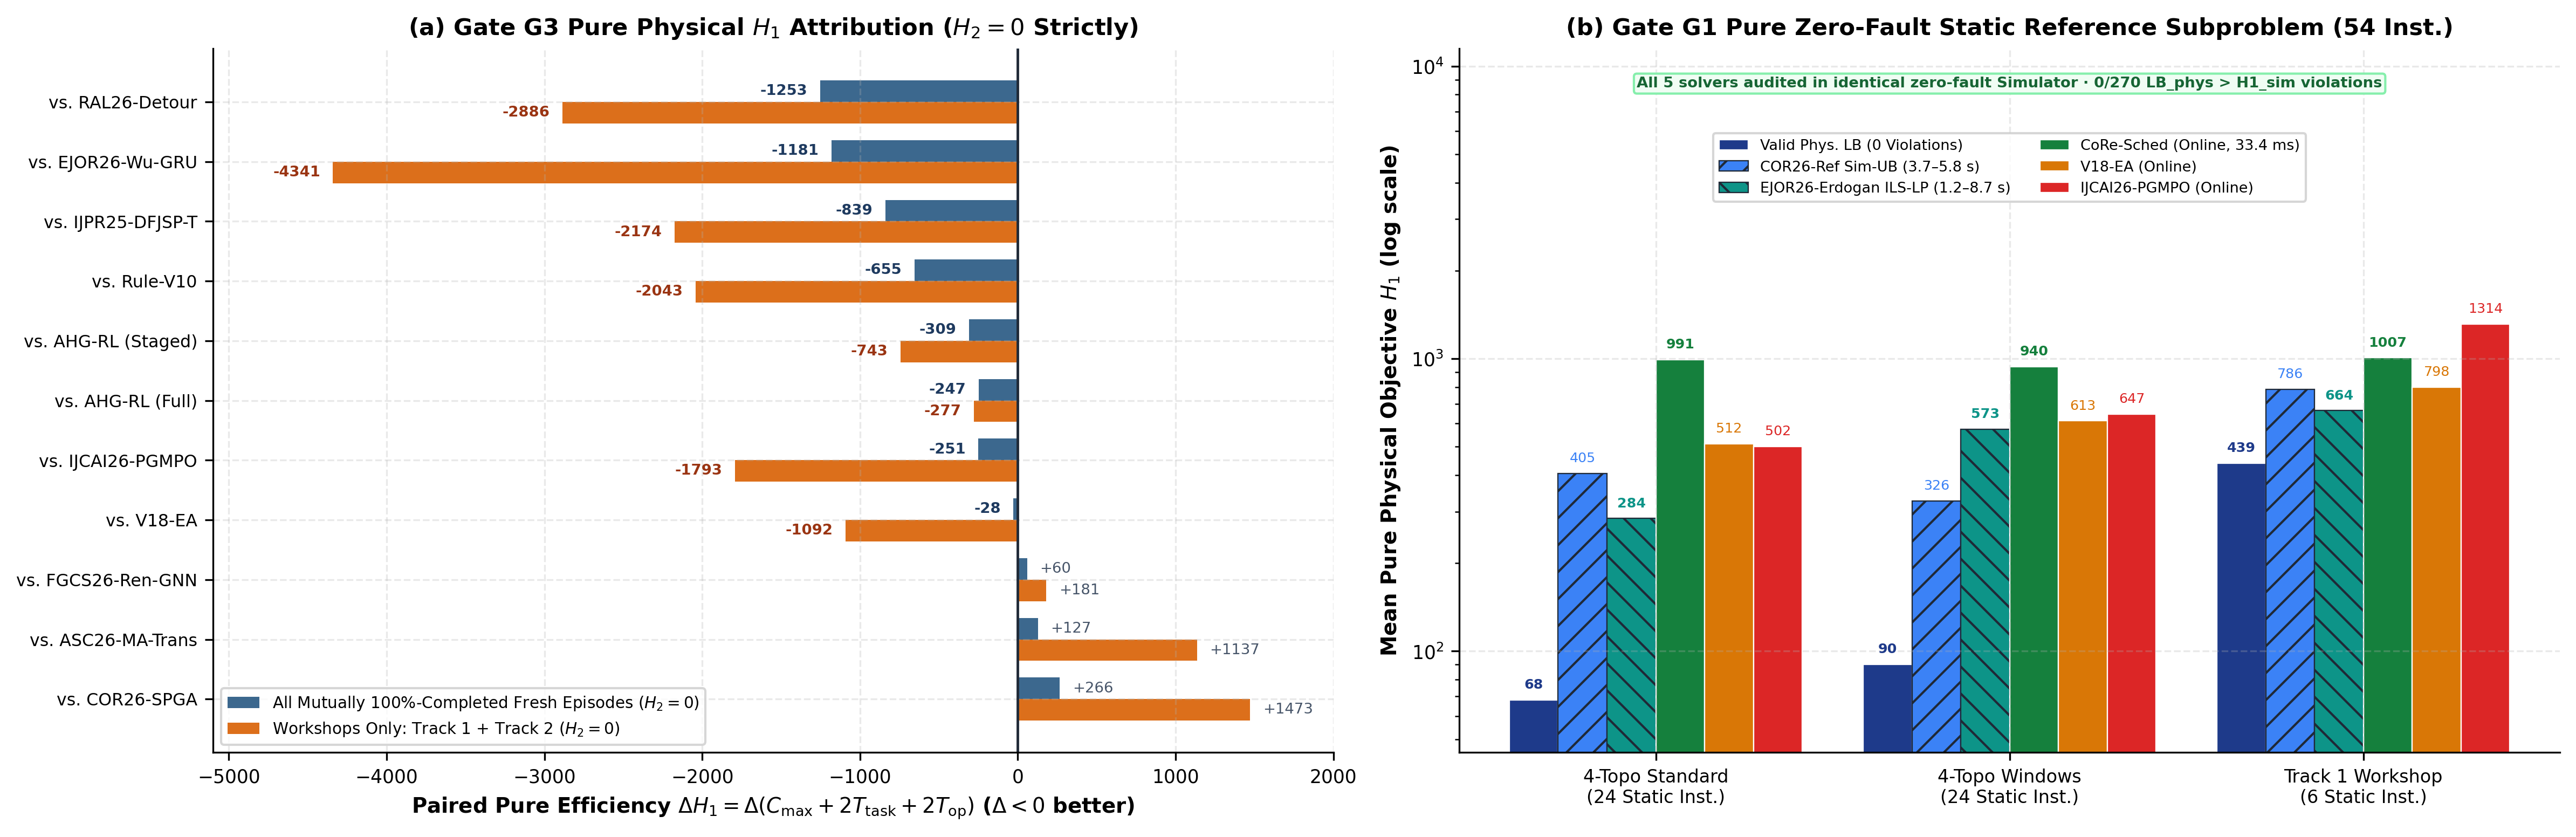 (a) Gate G3 Pure Physical H₁ Attribution (H₂ = 0 Strictly)
vs. RAL26-Detour
-1253
-2886
vs. EJOR26-Wu-GRU
-1181
-4341
vs. IJPR25-DFJSP-T
-839
-2174
vs. Rule-V10
-655
-2043
vs. AHG-RL (Staged)
-309
-743
vs. AHG-RL (Full)
-247
-277
vs. IJCAI26-PGMPO
-251
-1793
vs. V18-EA
-28
-1092
vs. FGCS26-Ren-GNN
+60
+181
vs. ASC26-MA-Trans
+127
+1137
vs. COR26-SPGA
+266
+1473
All Mutually 100%-Completed Fresh Episodes (H₂ = 0)
Workshops Only: Track 1 + Track 2 (H₂ = 0)
−5000 −4000 −3000 −2000 −1000 0 1000 2000
Paired Pure Efficiency ΔH₁ = Δ(C_max + 2T_task + 2T_op) (Δ < 0 better)
(b) Gate G1 Pure Zero-Fault Static Reference Subproblem (54 Inst.)
All 5 solvers audited in identical zero-fault Simulator · 0/270 LB_phys > H1_sim violations
Valid Phys. LB (0 Violations)
COR26-Ref Sim-UB (3.7–5.8 s)
EJOR26-Erdogan ILS-LP (1.2–8.7 s)
CoRe-Sched (Online, 33.4 ms)
V18-EA (Online)
IJCAI26-PGMPO (Online)
Mean Pure Physical Objective H₁ (log scale)
10⁴
10³
10²
68 405 284 991 512 502
90 326 573 940 613 647
439 786 664 1007 798 1314
4-Topo Standard
(24 Static Inst.)
4-Topo Windows
(24 Static Inst.)
Track 1 Workshop
(6 Static Inst.)